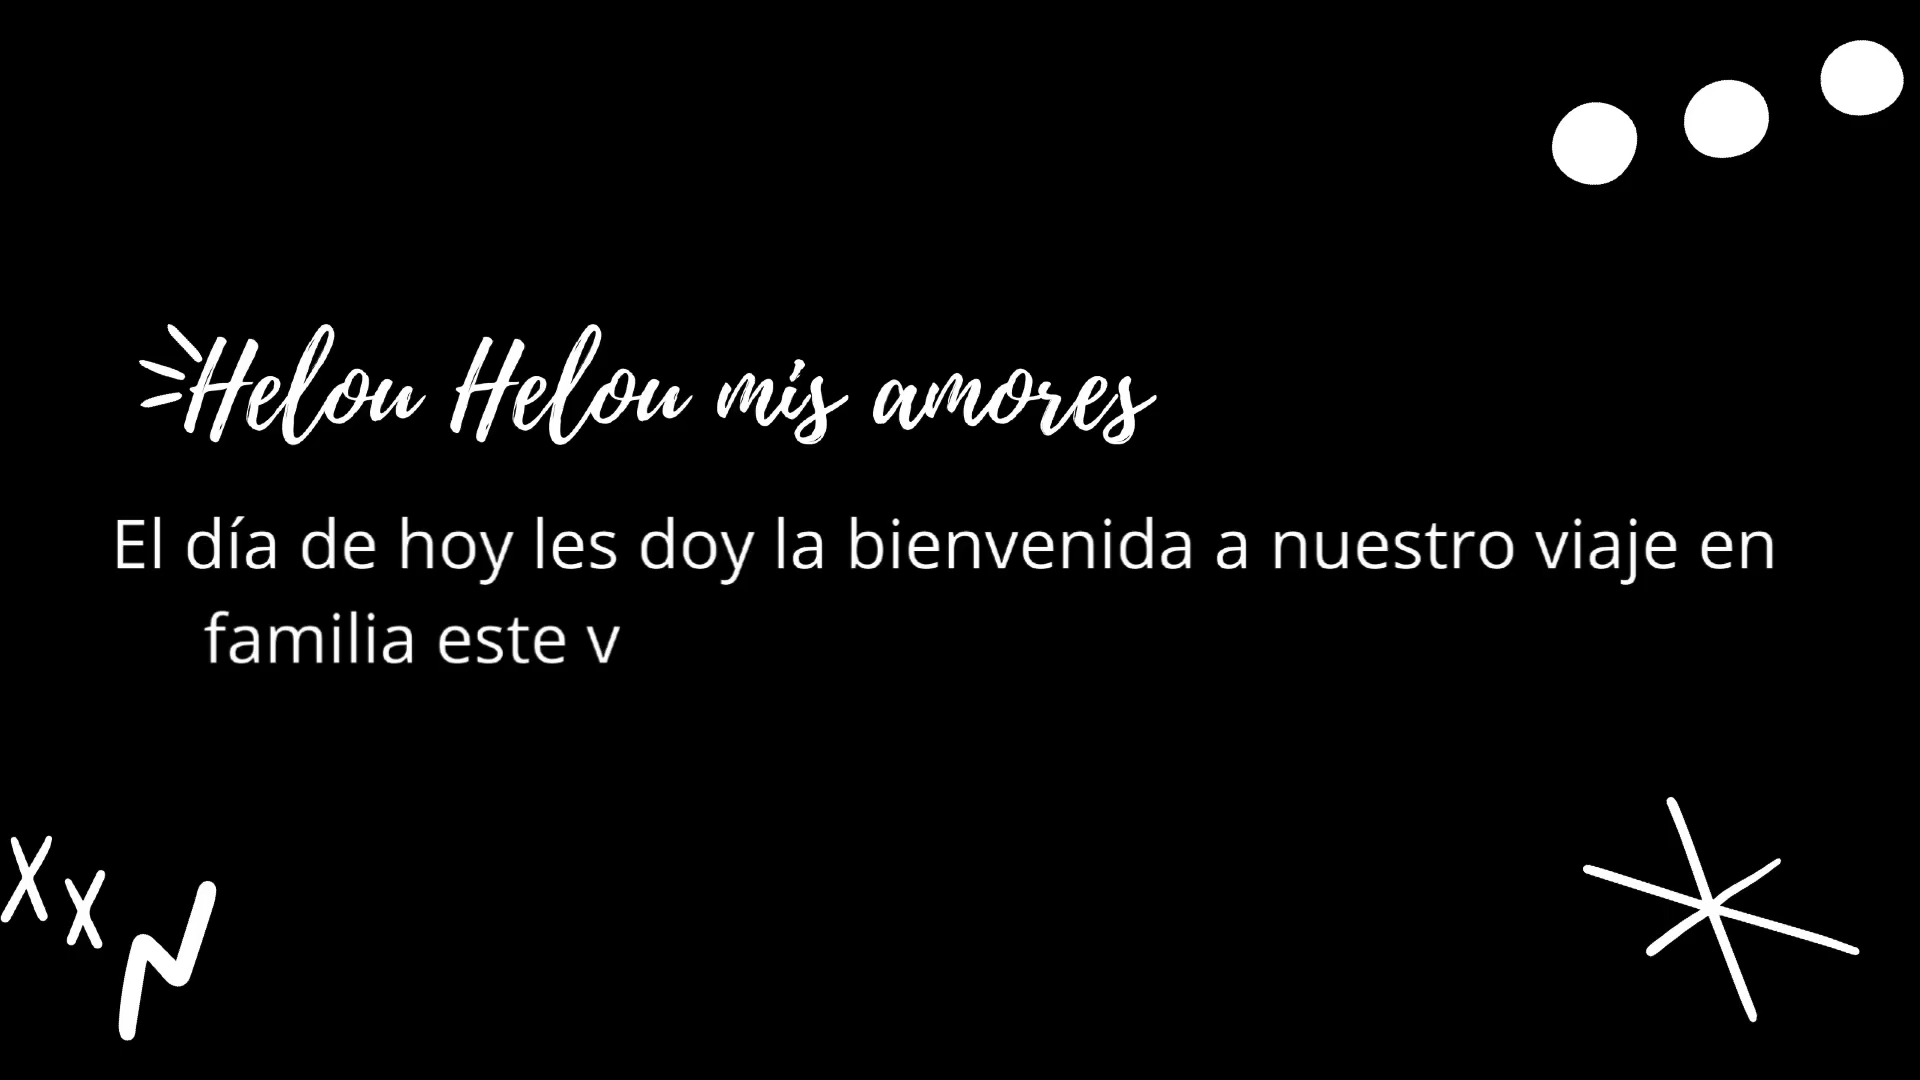 Helou Helou mis amores
El día de hoy les doy la bienvenida a nuestro viaje en
familia este v